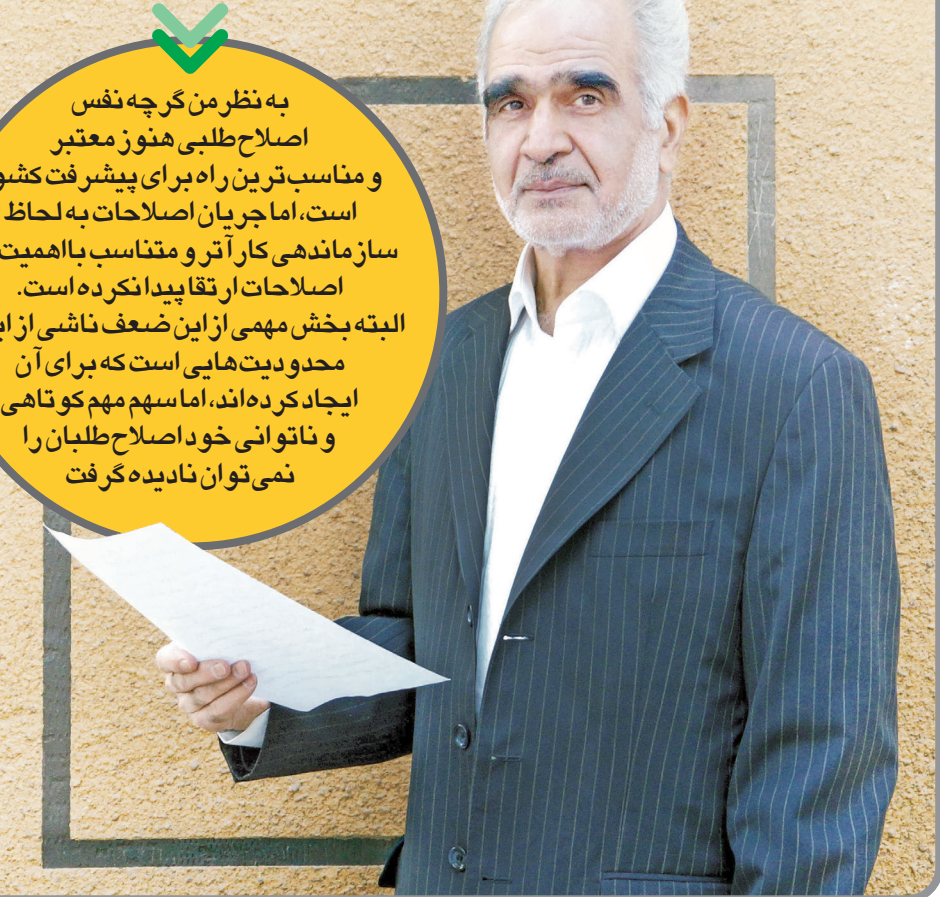 به نظر من گرچه نفس
اصلاح‌طلبی هنوز معتبر
و مناسب‌ترین راه برای پیشرفت
است، اما جریان اصلاحات به لحاظ
سازماندهی کارآتر و متناسب با اهمیت
اصلاحات ارتقا پیدا نکرده است.
البته بخش مهمی از این ضعف ناشی از
محدودیت‌هایی است که برای آن
ایجاد کرده‌اند، اما سهم مهم کوتاهی
و ناتوانی خود اصلاح‌طلبان را
نمی‌توان نادیده گرفت